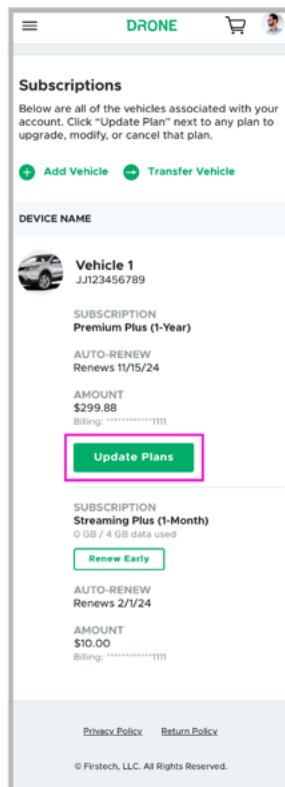 DRONE
Subscriptions
Below are all of the vehicles associated with your
account. Click “Update Plan” next to any plan to
upgrade, modify, or cancel that plan.
Add Vehicle Transfer Vehicle
DEVICE NAME
Vehicle 1
JJ123456789
SUBSCRIPTION
Premium Plus (1-Year)
AUTO-RENEW
Renews 11/15/24
AMOUNT
$299.88
Billing: ************1111
Update Plans
SUBSCRIPTION
Streaming Plus (1-Month)
0 GB / 4 GB data used
Renew Early
AUTO-RENEW
Renews 2/1/24
AMOUNT
$10.00
Billing: ************1111
Privacy Policy Return Policy
© Firstech, LLC. All Rights Reserved.